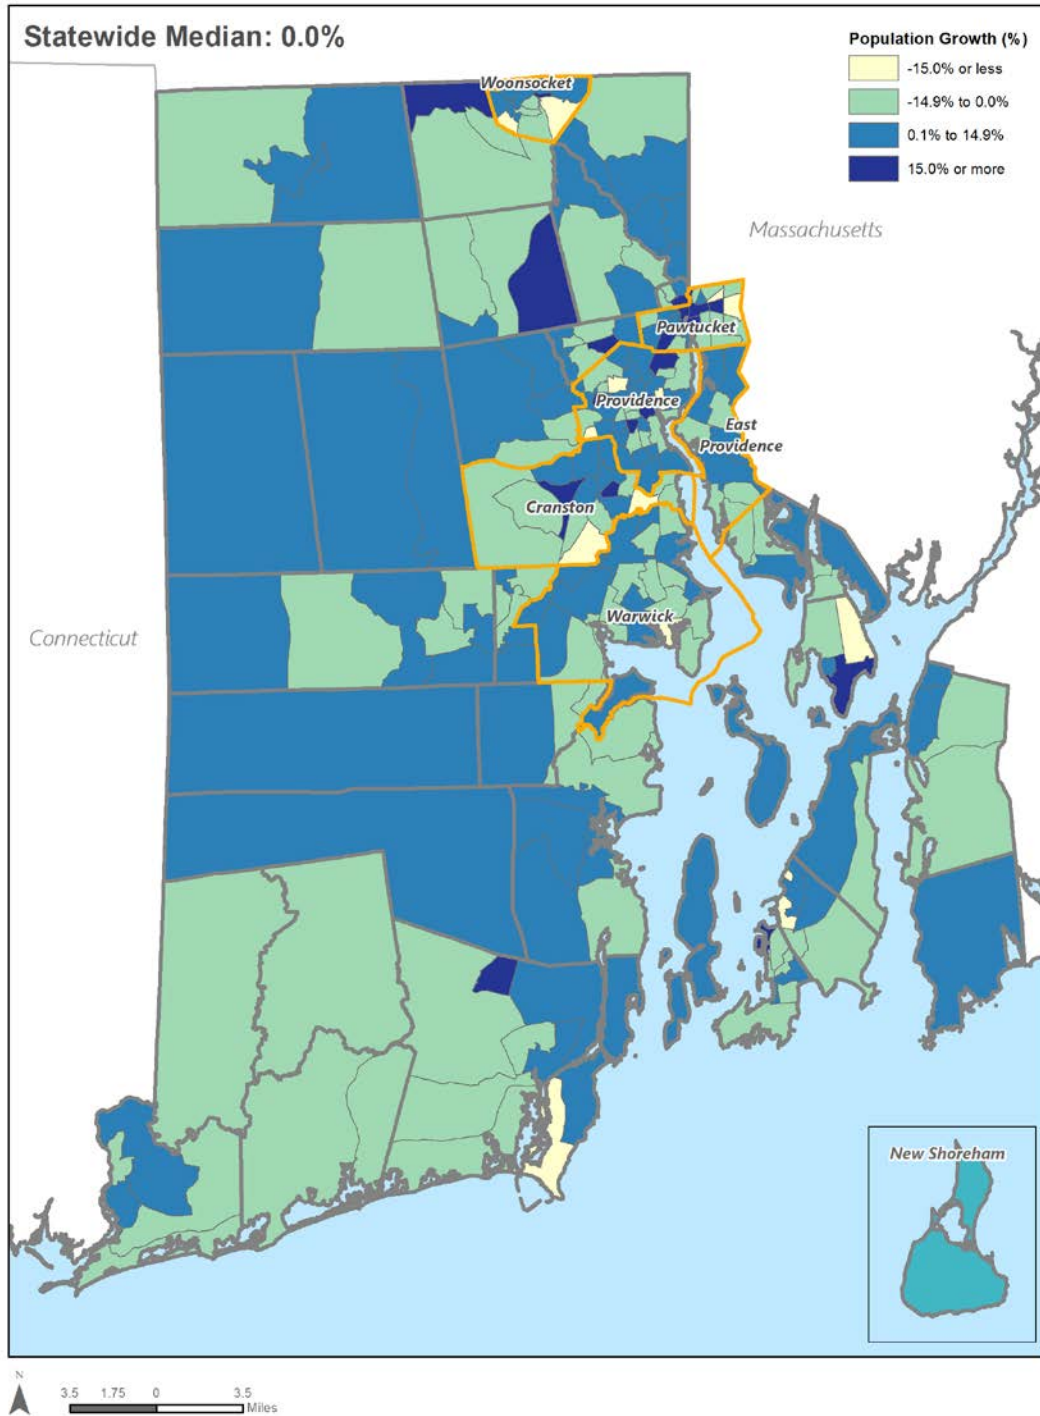 Statewide Median: 0.0%
Population Growth (%)
-15.0% or less
-14.9% to 0.0%
0.1% to 14.9%
15.0% or more
Woonsocket
Massachusetts
Pawtucket
Providence
East
Providence
Cranston
Warwick
Connecticut
New Shoreham
N
3.5 1.75 0 3.5
Miles